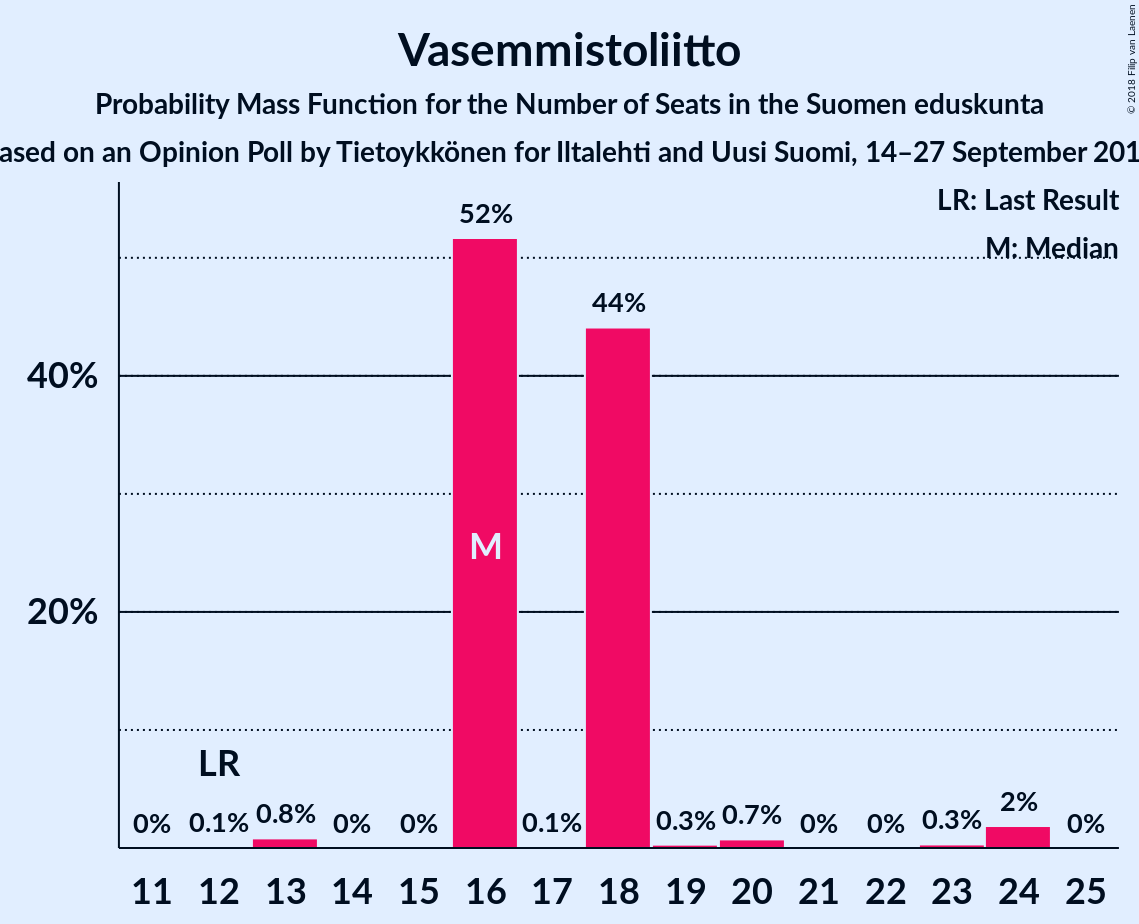 Vasemmistoliitto
Probability Mass Function for the Number of Seats in the Suomen eduskunta
ased on an Opinion Poll by Tietoykkönen for Iltalehti and Uusi Suomi, 14–27 September 201
© 2018 Filip van Laenen
LR: Last Result
M: Median
52%
44%
40%
M
20%
LR
0% 0.1% 0.8% 0% 0% 0.1% 0.3% 0.7% 0% 0% 0.3% 2% 0%
11 12 13 14 15 16 17 18 19 20 21 22 23 24 25